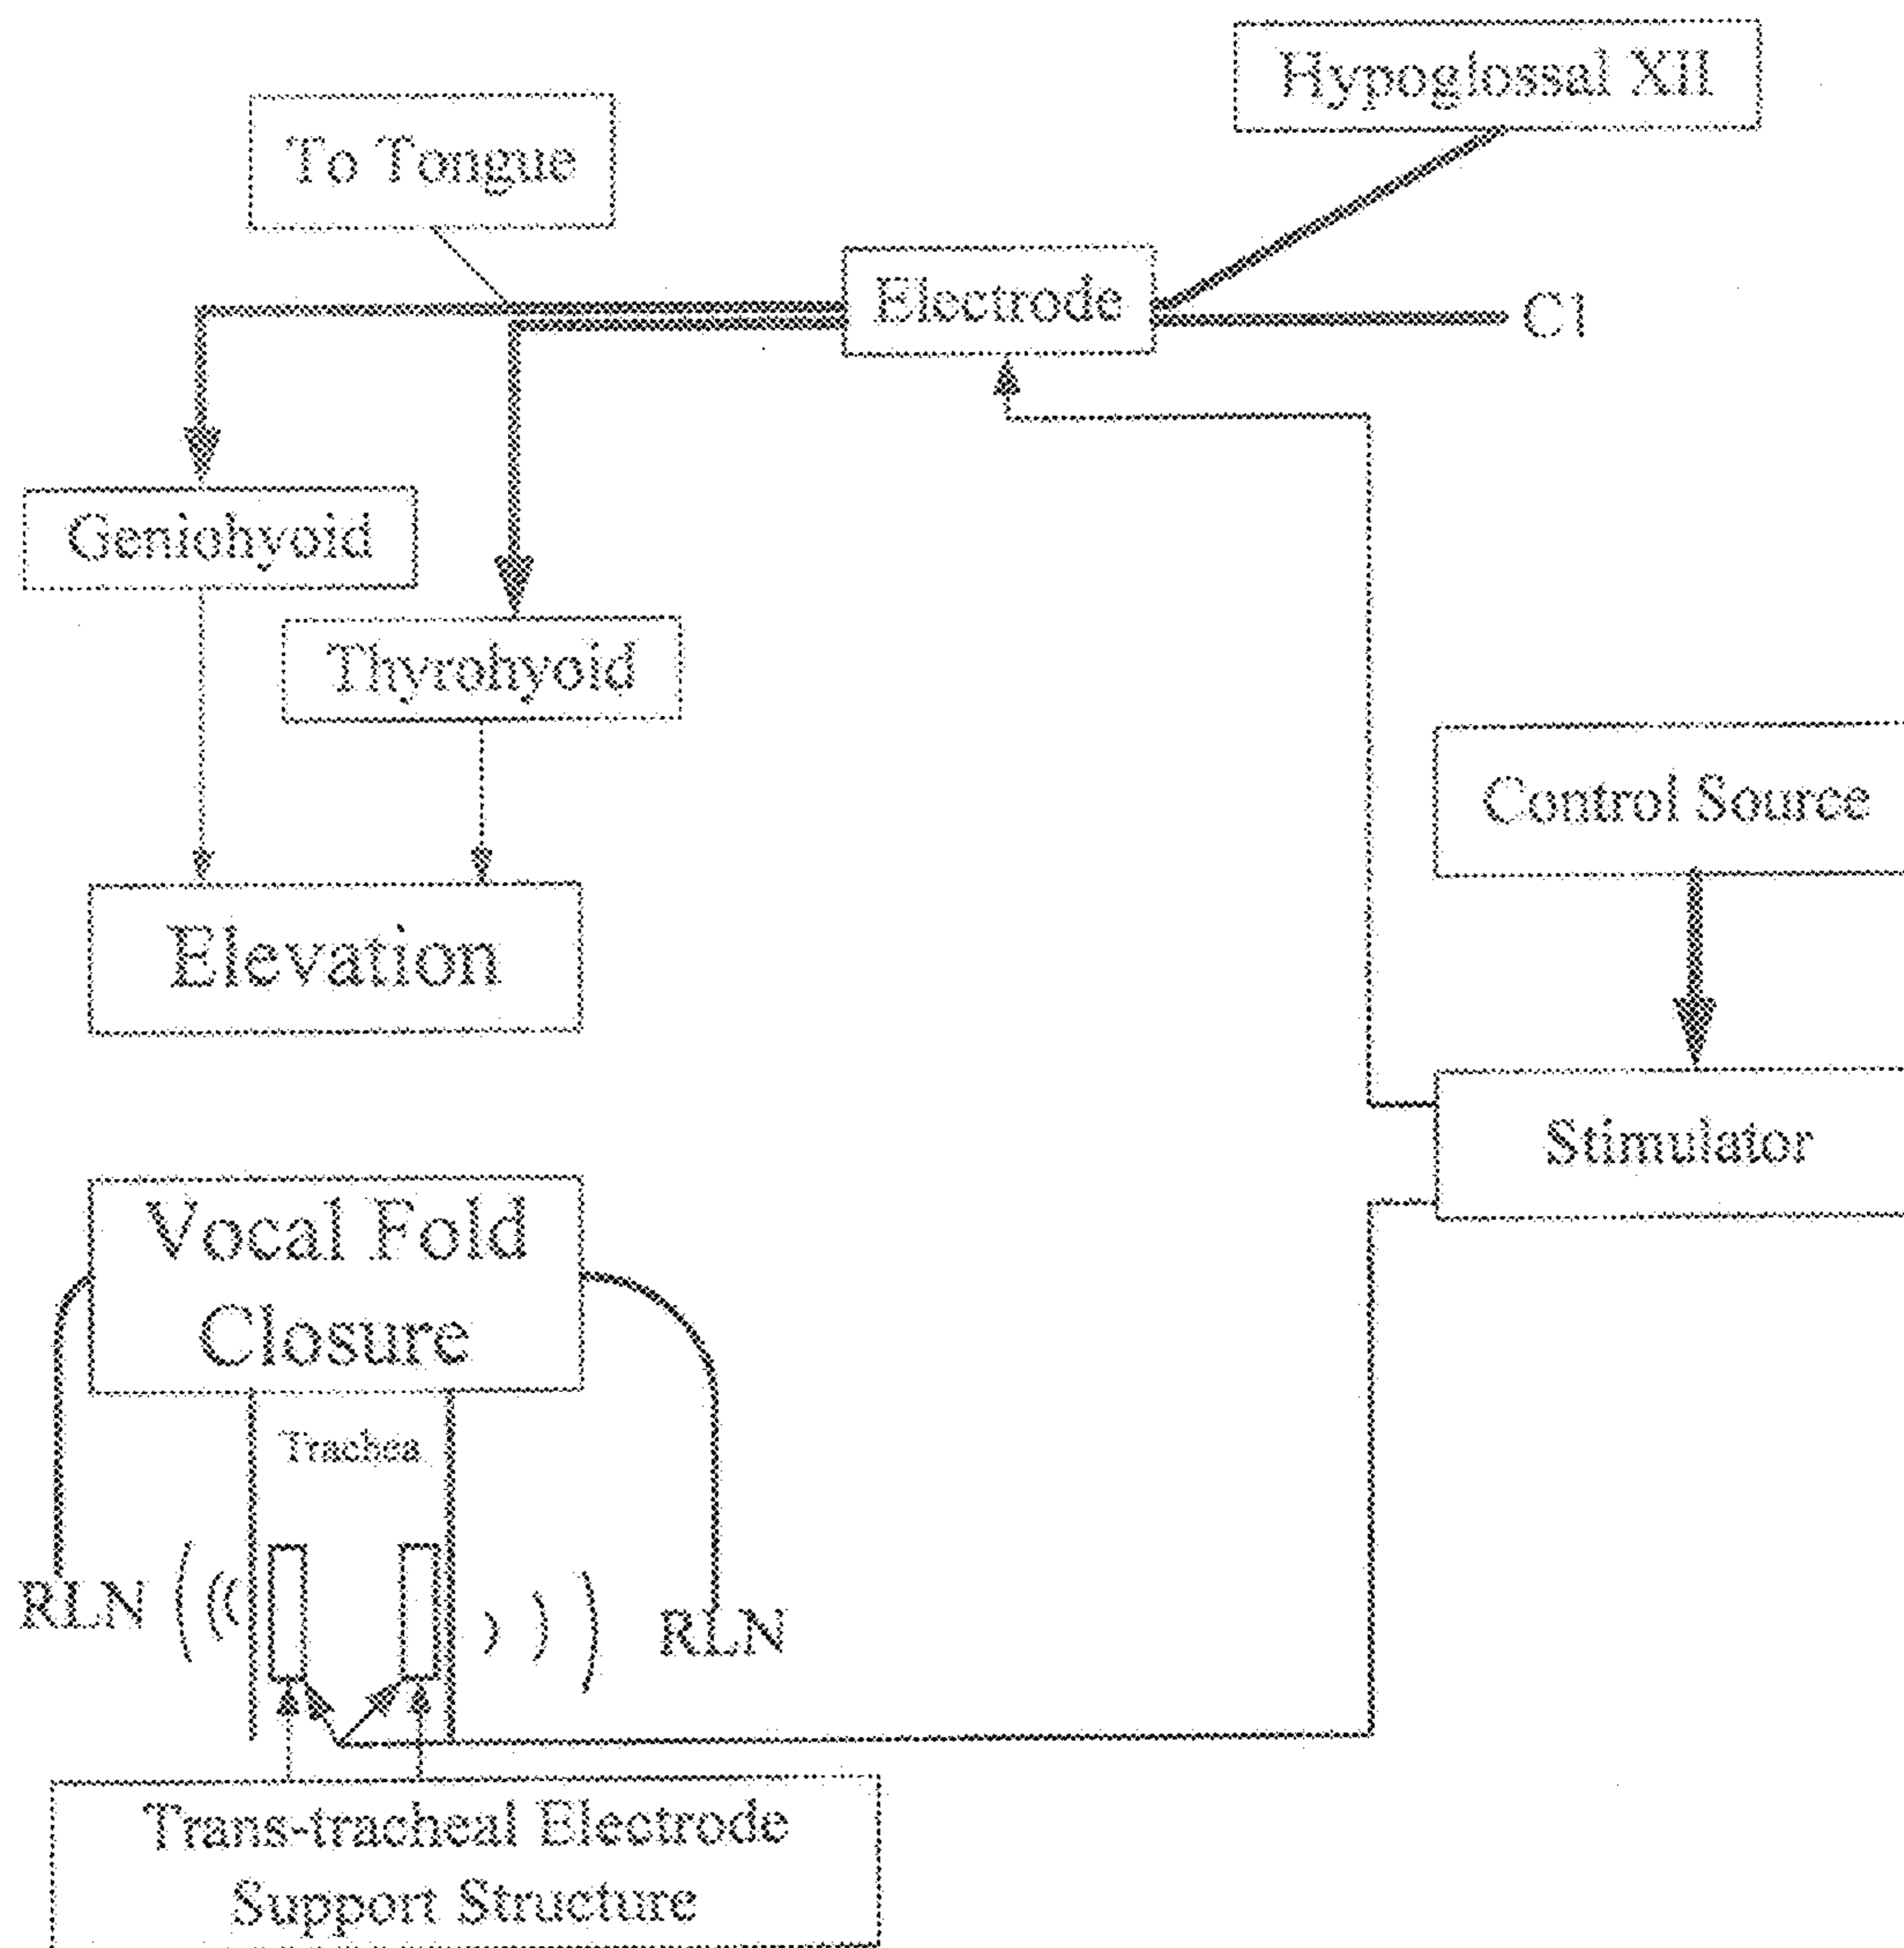 Hypoglossal XII
To Tongue
Electrode
C1
Geniohyoid
Thyrohyoid
Control Source
Elevation
Stimulator
Vocal Fold
Closure
Trachea
RLN
RLN
Trans-tracheal Electrode
Support Structure